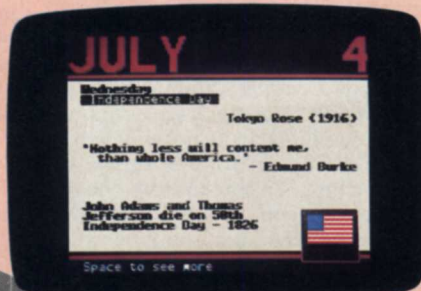 JULY 4
Wednesday
Independence Day
Tokyo Rose (1916)
"Nothing less will content me,
than whole America."
- Edmund Burke
John Adams and Thomas
Jefferson die on 50th
Independence Day - 1826
Space to see more